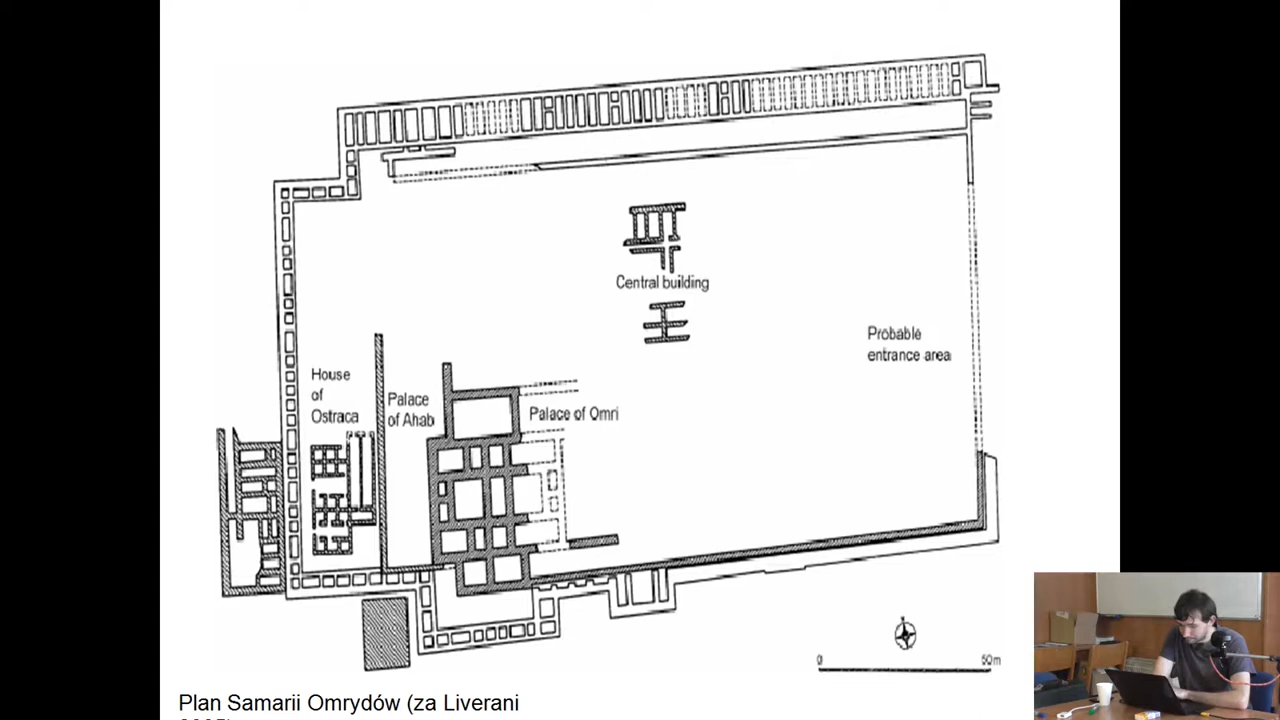 Central building
Probable
entrance area
House
of
Ostraca
Palace
of Ahab
Palace of Omri
0 50m
Plan Samarii Omrydów (za Liverani